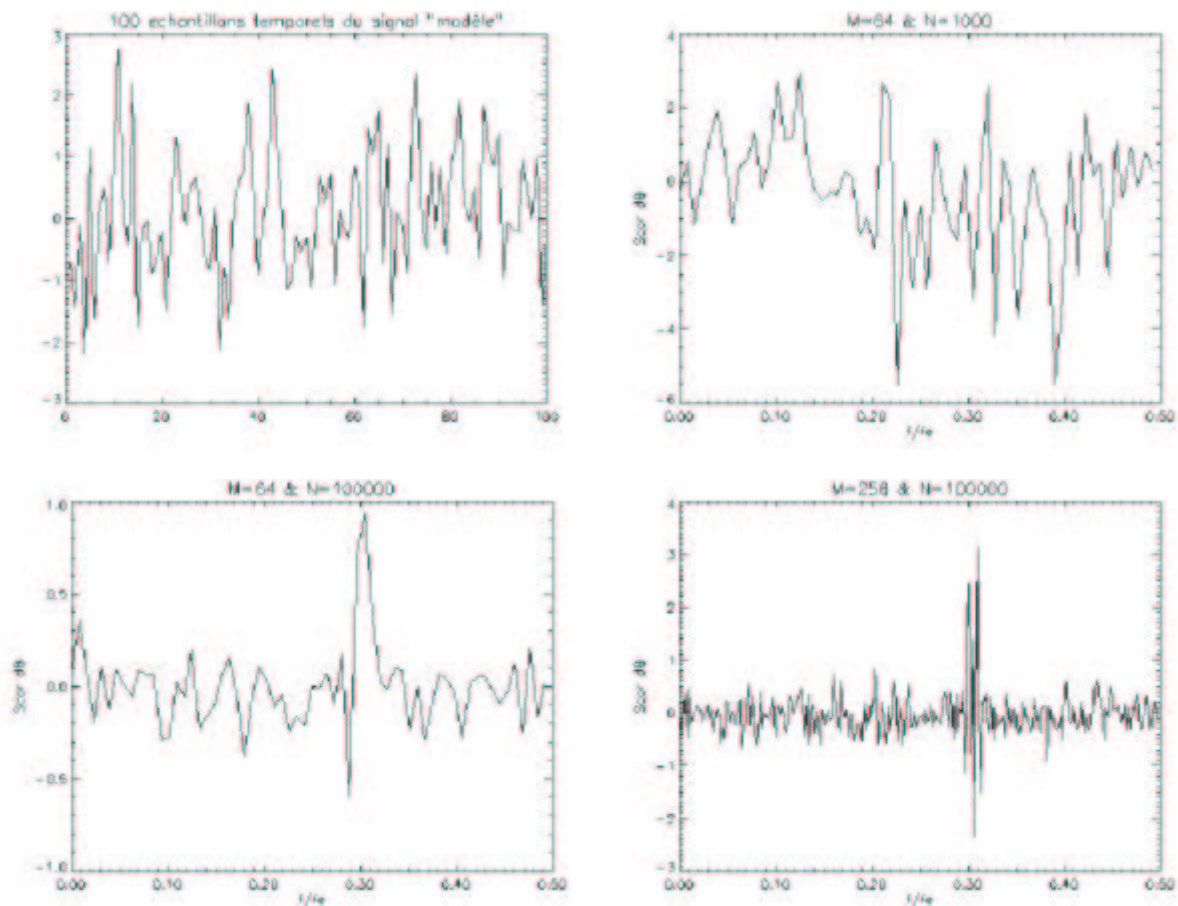 100 echantillons temporels du signal "modèle"
3
2
1
0
-1
-2
-3
0 20 40 60 80 100
M=64 & N=1000
Scor dB
4
2
0
-2
-4
-6
0.00 0.10 0.20 0.30 0.40 0.50
f/fe
M=64 & N=100000
Scor dB
1.0
0.5
0.0
-0.5
-1.0
0.00 0.10 0.20 0.30 0.40 0.50
f/fe
M=256 & N=100000
Scor dB
4
3
2
1
0
-1
-2
-3
0.00 0.10 0.20 0.30 0.40 0.50
f/fe